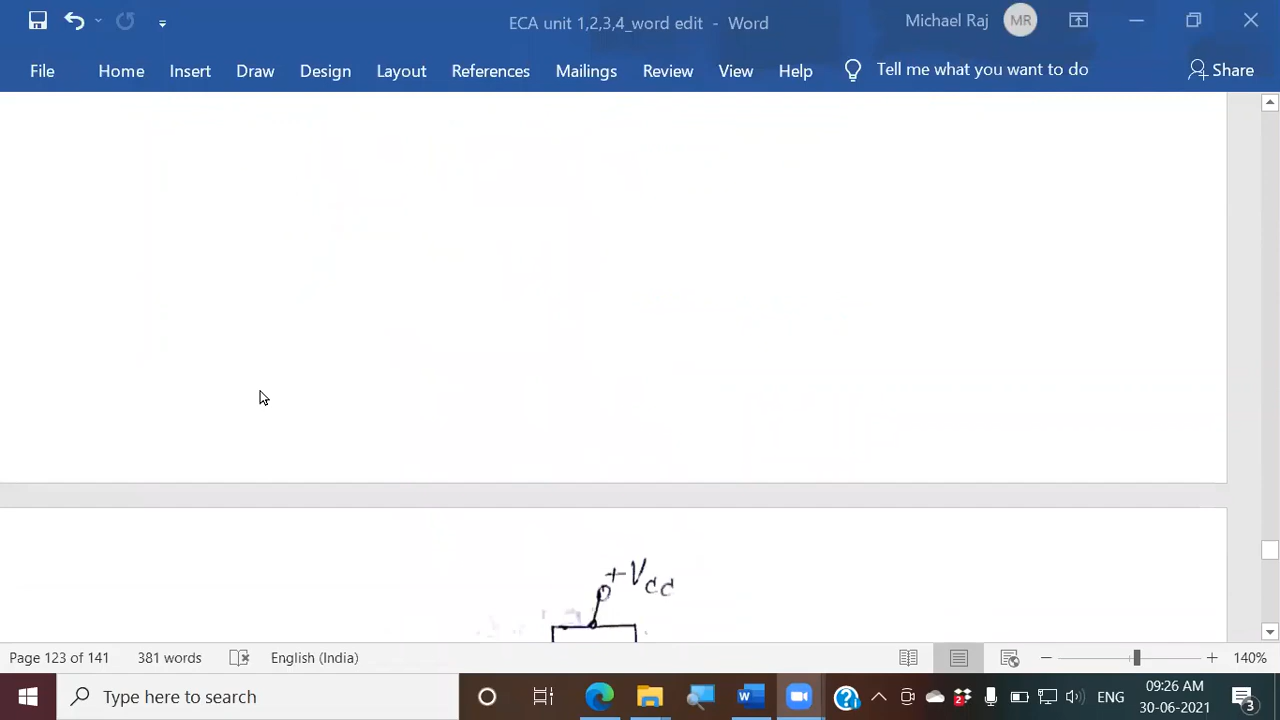 ECA unit 1,2,3,4_word edit - Word
Michael Raj MR
File Home Insert Draw Design Layout References Mailings Review View Help Tell me what you want to do Share
+VCC
Page 123 of 141 381 words English (India) 140%
Type here to search
2
ENG
09:26 AM
30-06-2021
3